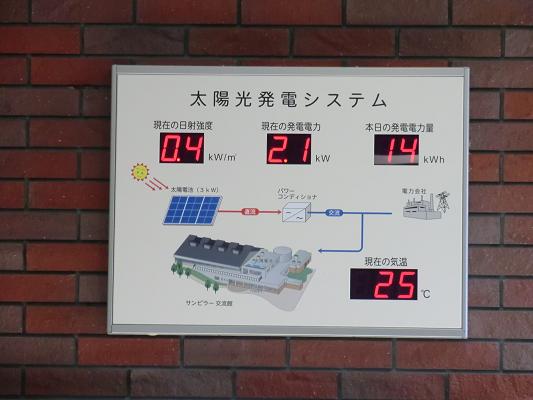 太陽光発電システム
現在の日射強度
現在の発電電力
本日の発電電力量
0.4 kW/㎡
2.1 kW
14 kWh
太陽電池（3kW）
パワー
コンディショナ
電力会社
直流
交流
現在の気温
25 ℃
サンピラー交流館